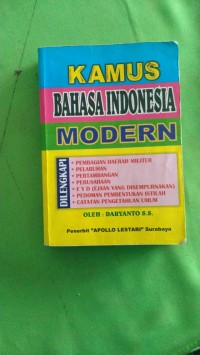 KAMUS
BAHASA INDONESIA
MODERN
DILENGKAPI
• PEMBAGIAN DAERAH MILITER
• PELABUHAN
• PERTAMBANGAN
• PERUSAHAAN
• E Y D (EJAAN YANG DISEMPURNAKAN)
• PEDOMAN PEMBENTUKAN ISTILAH
• CATATAN PENGETAHUAN UMUM
OLEH : DARYANTO S.S.
Penerbit "APOLLO LESTARI" Surabaya